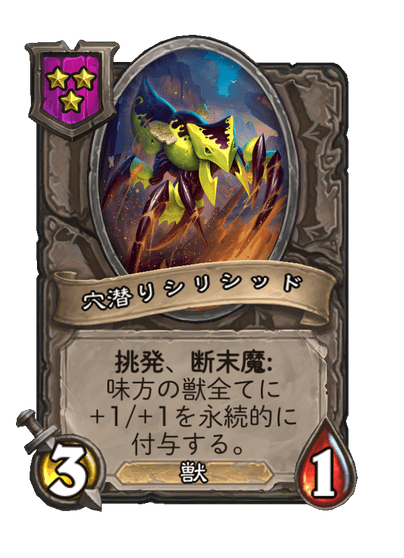 穴潜りシリシッド
挑発、断末魔:
味方の獣全てに
+1/+1を永続的に
付与する。
3
獣
1